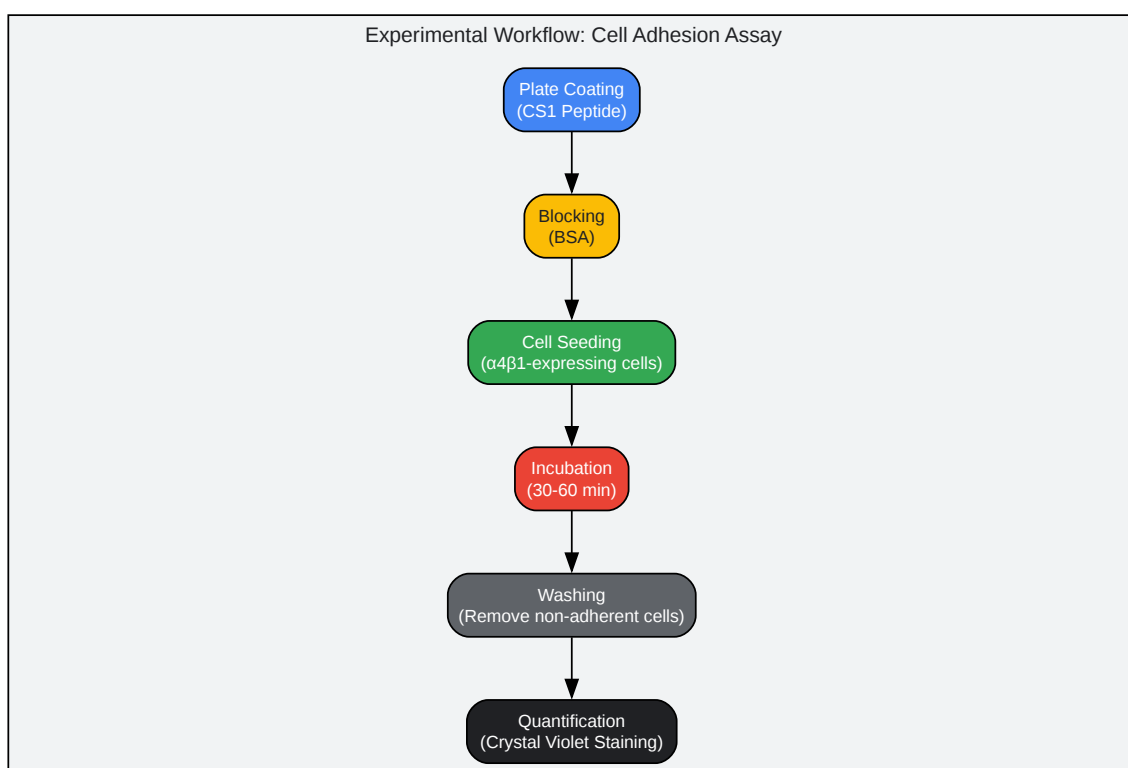 Experimental Workflow: Cell Adhesion Assay
Plate Coating
(CS1 Peptide)
Blocking
(BSA)
Cell Seeding
(α4β1-expressing cells)
Incubation
(30-60 min)
Washing
(Remove non-adherent cells)
Quantification
(Crystal Violet Staining)